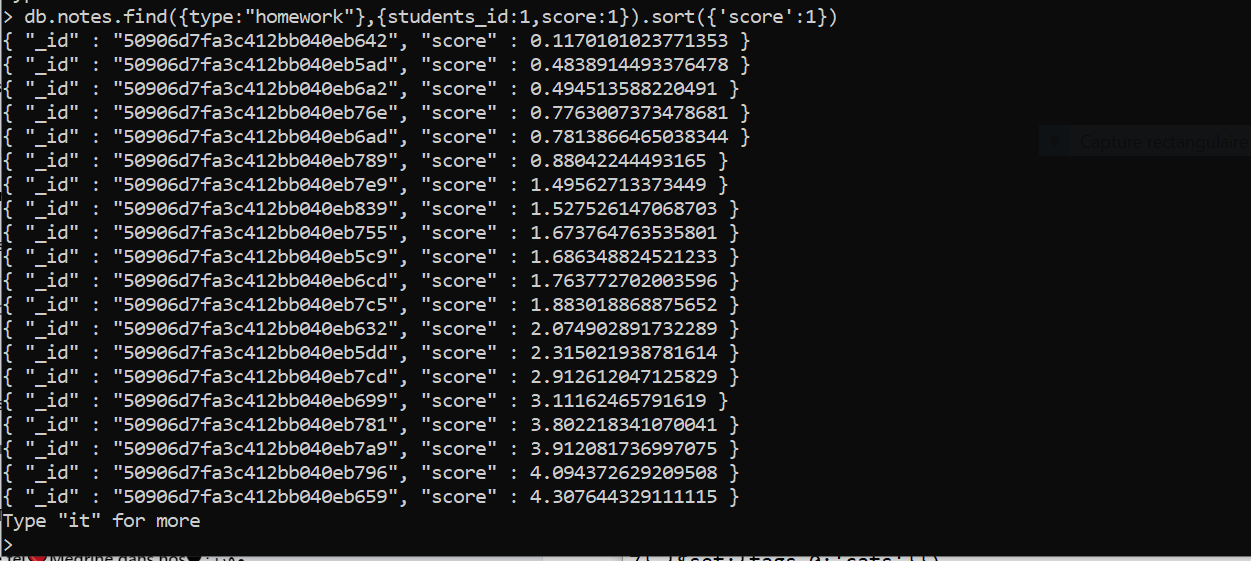 > db.notes.find({type:"homework"},{students_id:1,score:1}).sort({'score':1})
{ "_id" : "50906d7fa3c412bb040eb642", "score" : 0.1170101023771353 }
{ "_id" : "50906d7fa3c412bb040eb5ad", "score" : 0.4838914493376478 }
{ "_id" : "50906d7fa3c412bb040eb6a2", "score" : 0.494513588220491 }
{ "_id" : "50906d7fa3c412bb040eb76e", "score" : 0.7763007373478681 }
{ "_id" : "50906d7fa3c412bb040eb6ad", "score" : 0.7813866465038344 }
{ "_id" : "50906d7fa3c412bb040eb789", "score" : 0.88042244493165 }
{ "_id" : "50906d7fa3c412bb040eb7e9", "score" : 1.49562713373449 }
{ "_id" : "50906d7fa3c412bb040eb839", "score" : 1.527526147068703 }
{ "_id" : "50906d7fa3c412bb040eb755", "score" : 1.673764763535801 }
{ "_id" : "50906d7fa3c412bb040eb5c9", "score" : 1.686348824521233 }
{ "_id" : "50906d7fa3c412bb040eb6cd", "score" : 1.763772702003596 }
{ "_id" : "50906d7fa3c412bb040eb7c5", "score" : 1.883018868875652 }
{ "_id" : "50906d7fa3c412bb040eb632", "score" : 2.074902891732289 }
{ "_id" : "50906d7fa3c412bb040eb5dd", "score" : 2.315021938781614 }
{ "_id" : "50906d7fa3c412bb040eb7cd", "score" : 2.912612047125829 }
{ "_id" : "50906d7fa3c412bb040eb699", "score" : 3.11162465791619 }
{ "_id" : "50906d7fa3c412bb040eb781", "score" : 3.802218341070041 }
{ "_id" : "50906d7fa3c412bb040eb7a9", "score" : 3.912081736997075 }
{ "_id" : "50906d7fa3c412bb040eb796", "score" : 4.094372629209508 }
{ "_id" : "50906d7fa3c412bb040eb659", "score" : 4.307644329111115 }
Type "it" for more
>
Capture rectangulaire